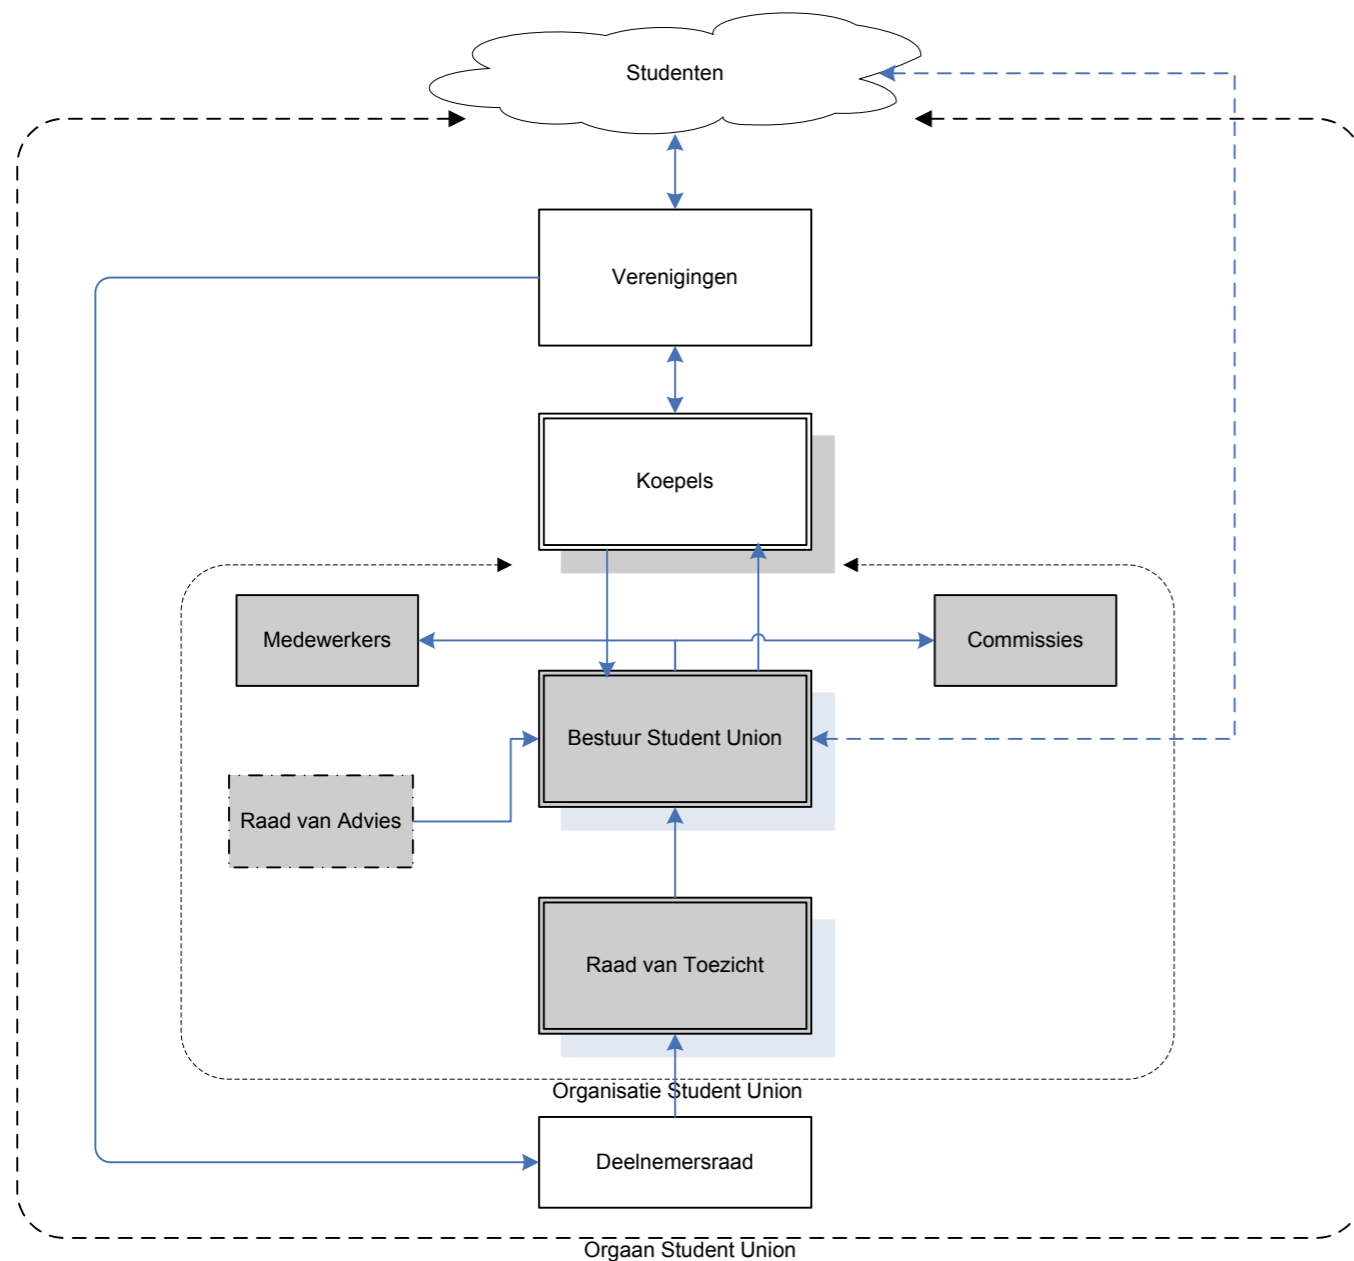 Studenten
Verenigingen
Koepels
Medewerkers
Commissies
Bestuur Student Union
Raad van Advies
Raad van Toezicht
Organisatie Student Union
Deelnemersraad
Orgaan Student Union